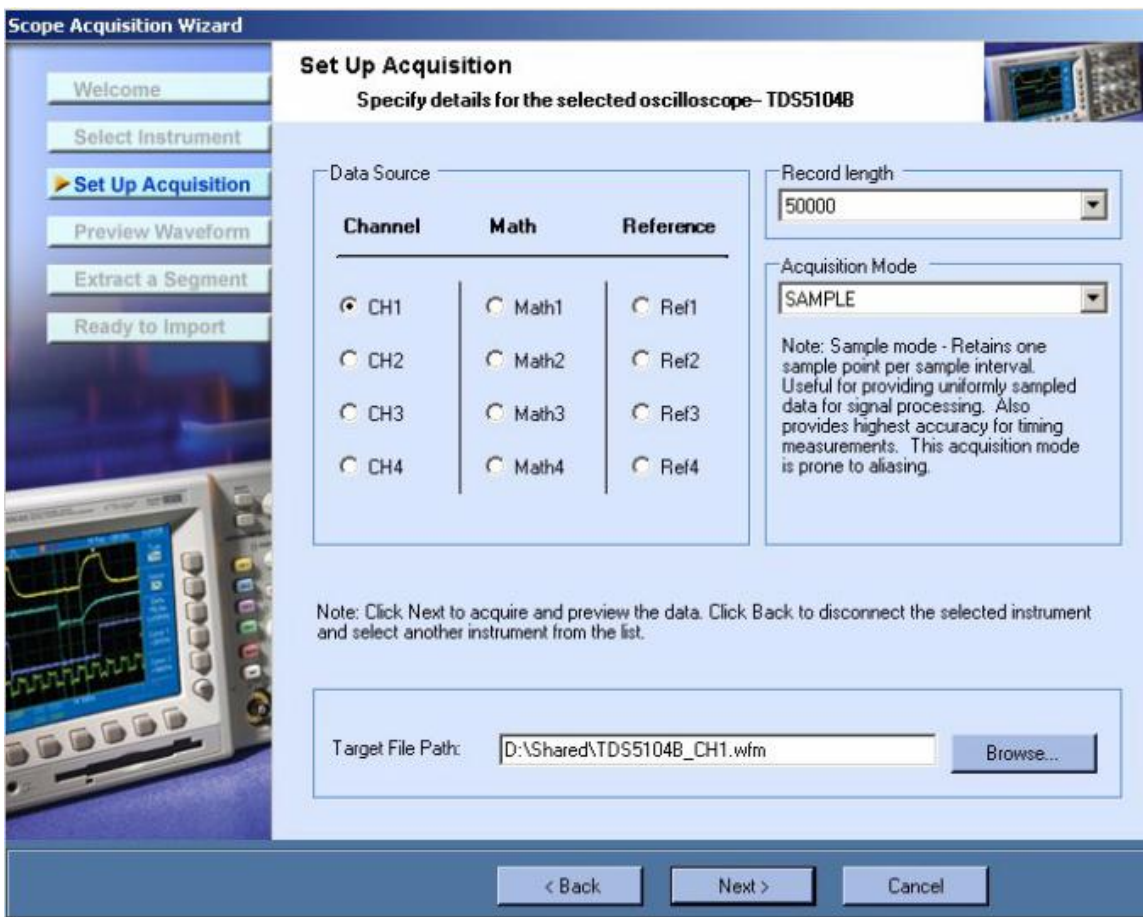 Scope Acquisition Wizard
Welcome
Select Instrument
Set Up Acquisition
Preview Waveform
Extract a Segment
Ready to Import
Set Up Acquisition
Specify details for the selected oscilloscope– TDS5104B
Data Source
Channel Math Reference
CH1 Math1 Ref1
CH2 Math2 Ref2
CH3 Math3 Ref3
CH4 Math4 Ref4
Record length
50000
Acquisition Mode
SAMPLE
Note: Sample mode - Retains one
sample point per sample interval.
Useful for providing uniformly sampled
data for signal processing. Also
provides highest accuracy for timing
measurements. This acquisition mode
is prone to aliasing.
Note: Click Next to acquire and preview the data. Click Back to disconnect the selected instrument
and select another instrument from the list.
Target File Path: D:\Shared\TDS5104B_CH1.wfm Browse...
< Back Next > Cancel